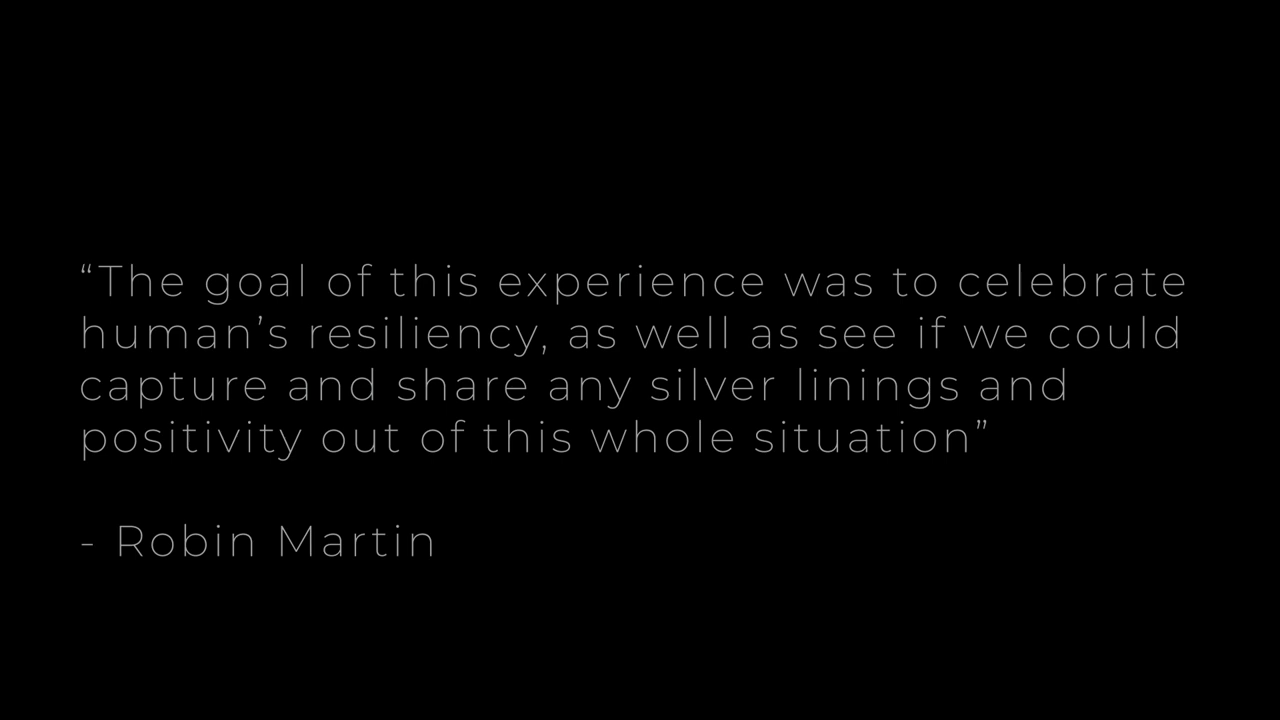 “The goal of this experience was to celebrate
human’s resiliency, as well as see if we could
capture and share any silver linings and
positivity out of this whole situation”
- Robin Martin